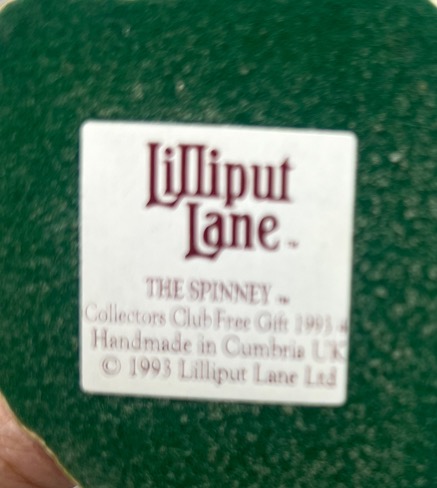 Lilliput
Lane™
THE SPINNEY™
Collectors Club Free Gift 1993-4
Handmade in Cumbria UK
© 1993 Lilliput Lane Ltd